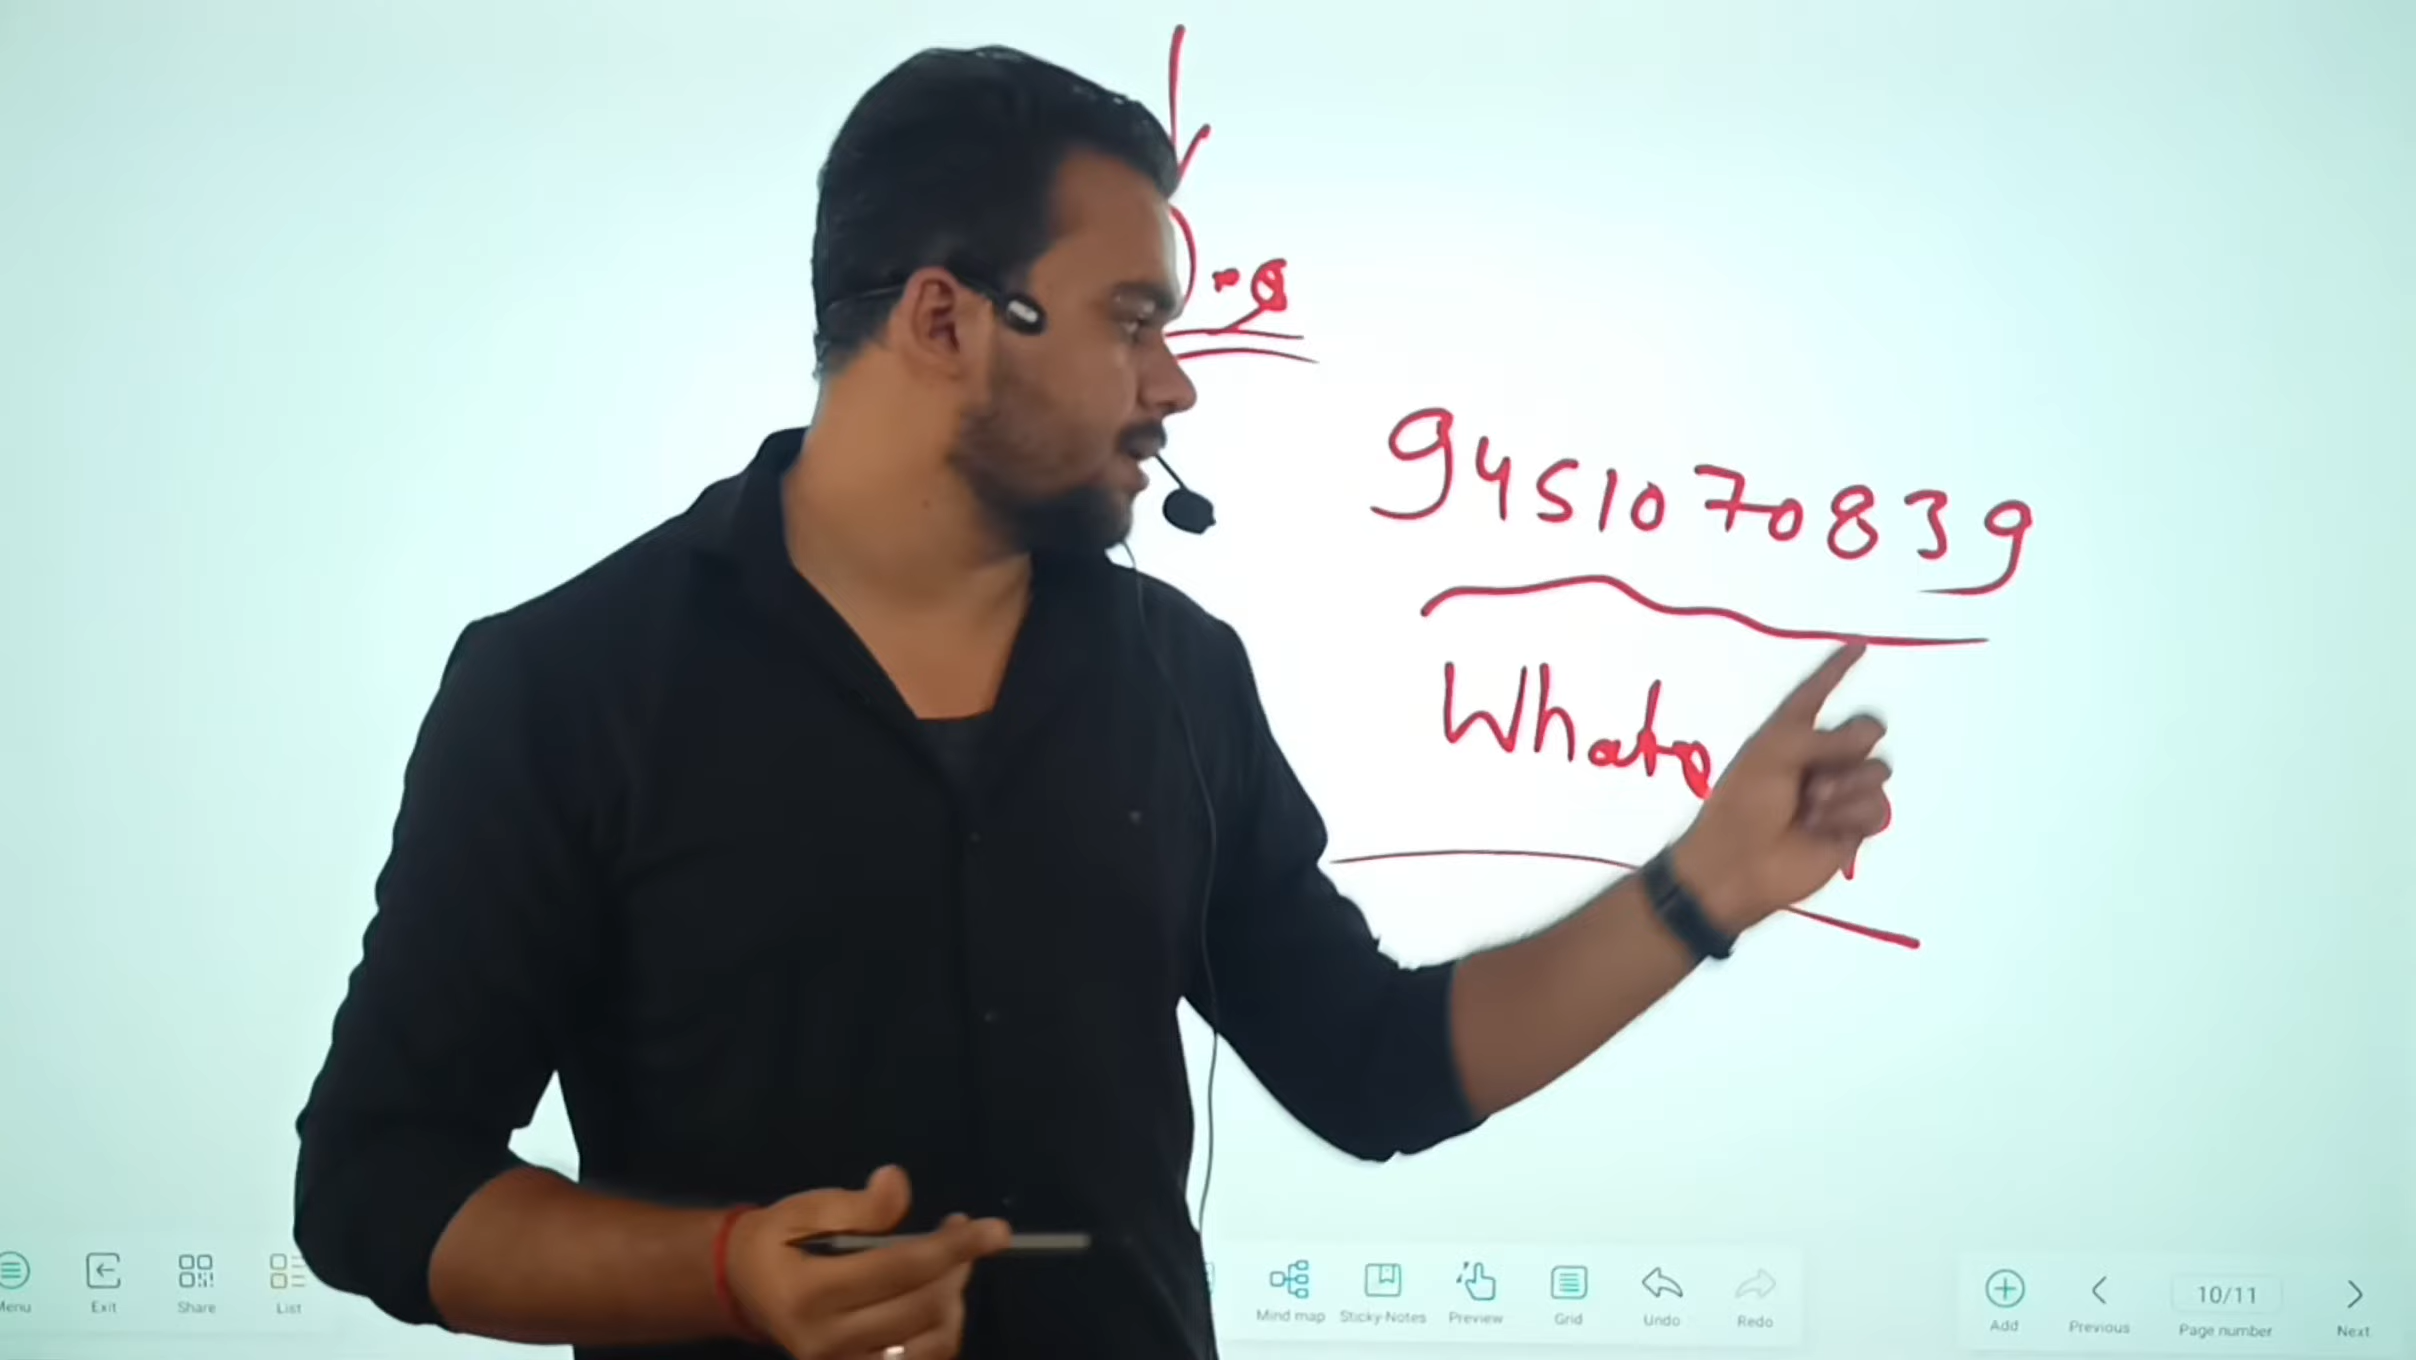 9451070839
Menu
Exit
Share
List
Mind map
Sticky-Notes
Preview
Grid
Undo
Redo
Add
Previous
10/11
Page number
Next